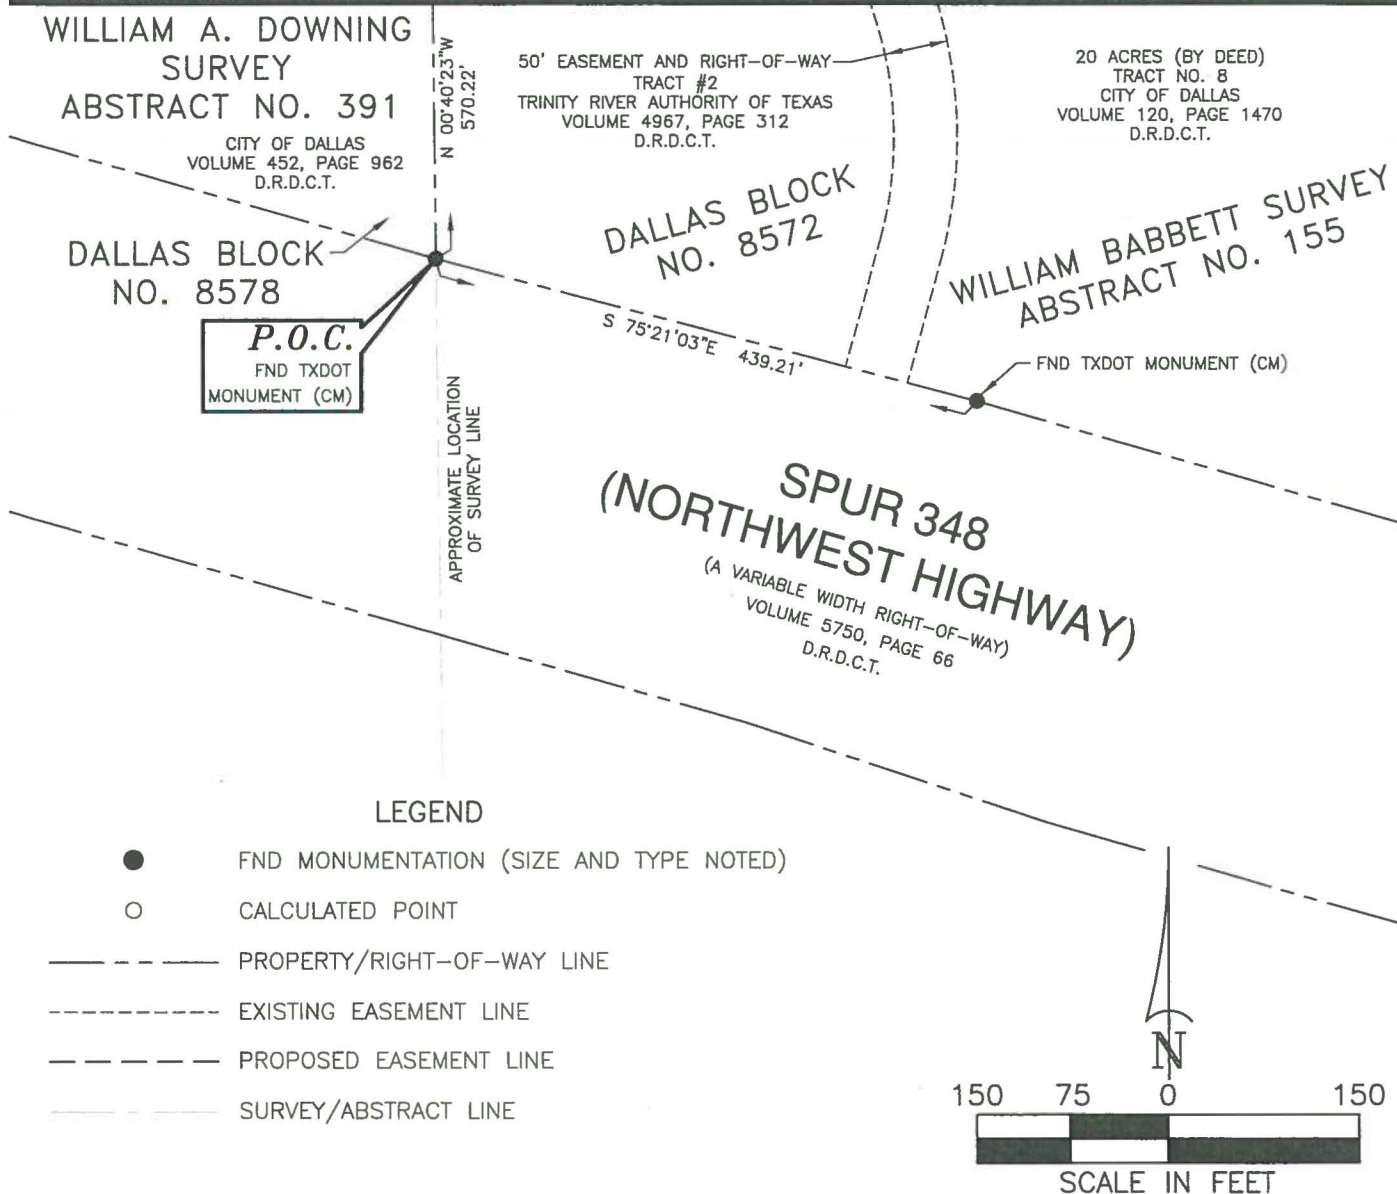 WILLIAM A. DOWNING
SURVEY
ABSTRACT NO. 391
CITY OF DALLAS
VOLUME 452, PAGE 962
D.R.D.C.T.
N 00°40'23"W
570.22'
50' EASEMENT AND RIGHT-OF-WAY
TRACT #2
TRINITY RIVER AUTHORITY OF TEXAS
VOLUME 4967, PAGE 312
D.R.D.C.T.
20 ACRES (BY DEED)
TRACT NO. 8
CITY OF DALLAS
VOLUME 120, PAGE 1470
D.R.D.C.T.
DALLAS BLOCK
NO. 8578
DALLAS BLOCK
NO. 8572
WILLIAM BABBETT SURVEY
ABSTRACT NO. 155
P.O.C.
FND TXDOT
MONUMENT (CM)
S 75°21'03"E 439.21'
FND TXDOT MONUMENT (CM)
APPROXIMATE LOCATION
OF SURVEY LINE
SPUR 348
(NORTHWEST HIGHWAY)
(A VARIABLE WIDTH RIGHT-OF-WAY)
VOLUME 5750, PAGE 66
D.R.D.C.T.
LEGEND
FND MONUMENTATION (SIZE AND TYPE NOTED)
CALCULATED POINT
PROPERTY/RIGHT-OF-WAY LINE
EXISTING EASEMENT LINE
PROPOSED EASEMENT LINE
SURVEY/ABSTRACT LINE
N
150 75 0 150
SCALE IN FEET